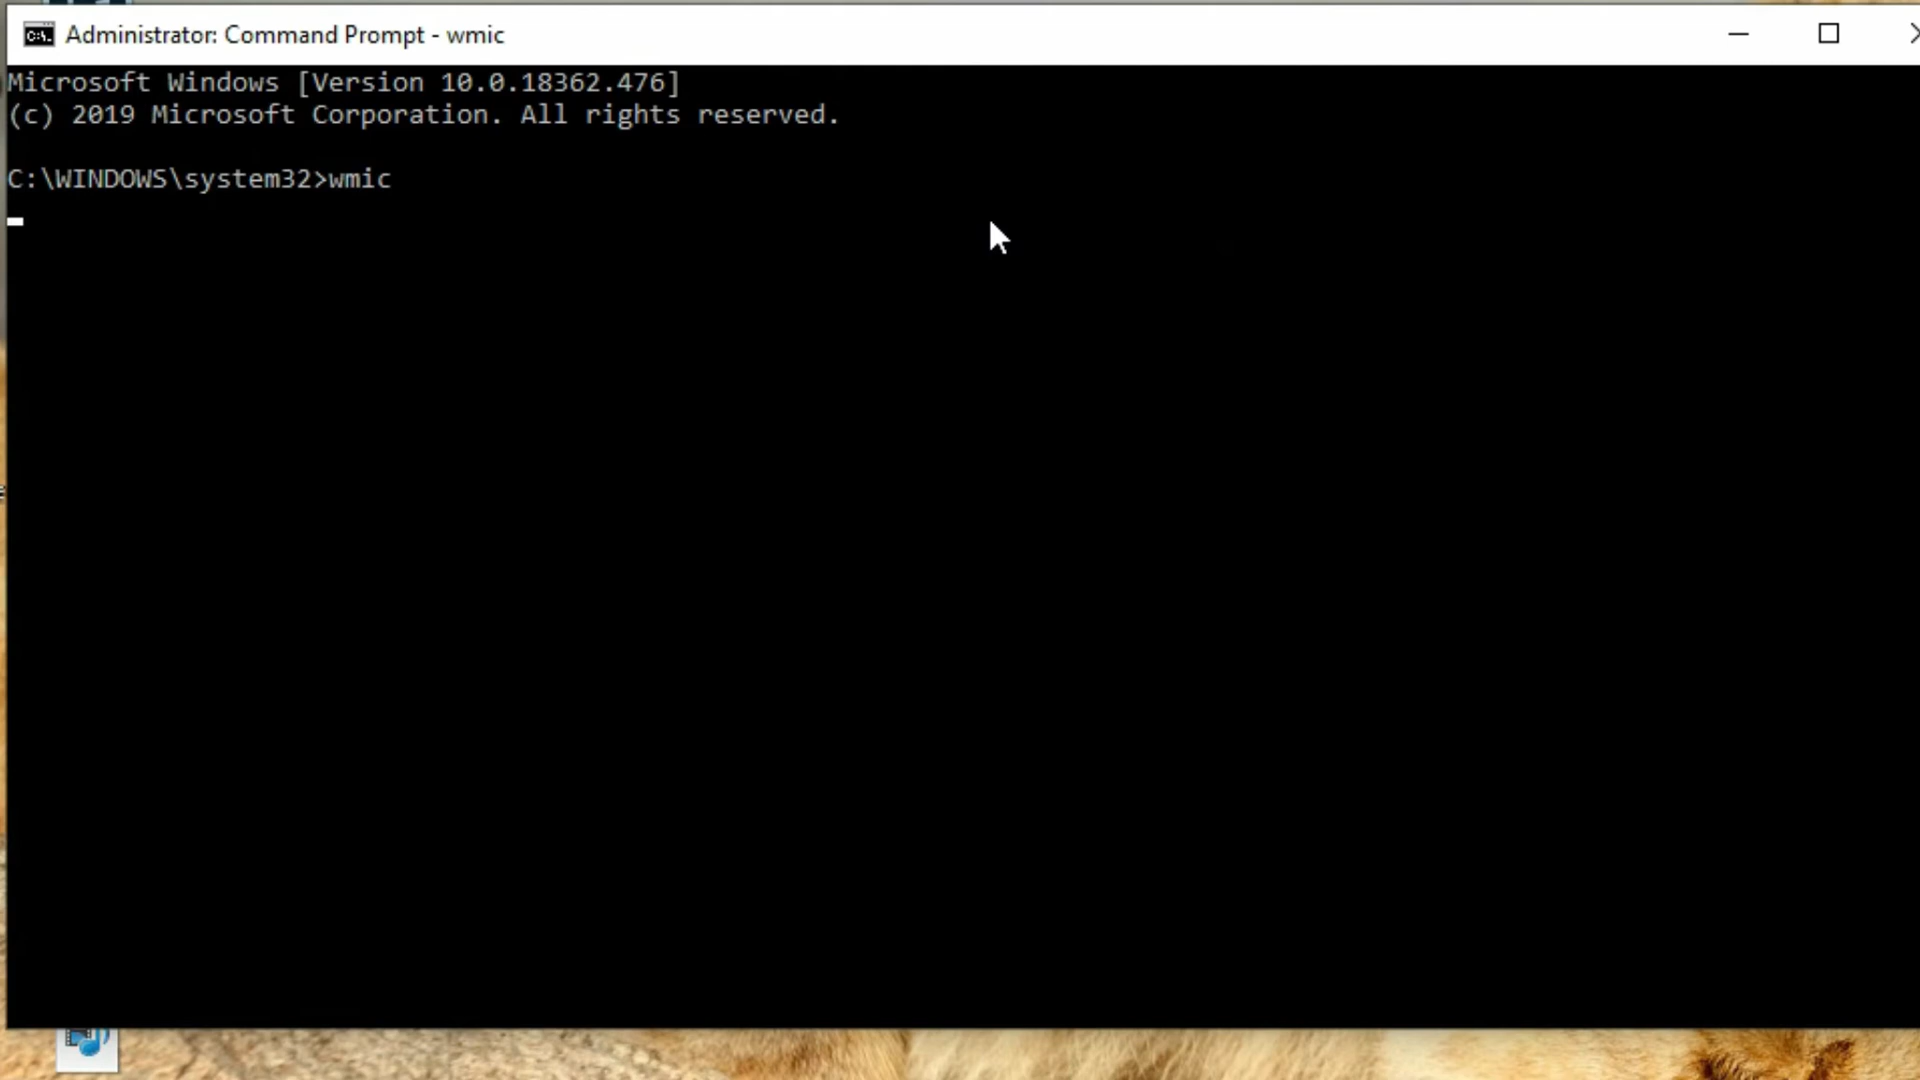 Administrator: Command Prompt - wmic
Microsoft Windows [Version 10.0.18362.476]
(c) 2019 Microsoft Corporation. All rights reserved.
C:\WINDOWS\system32>wmic